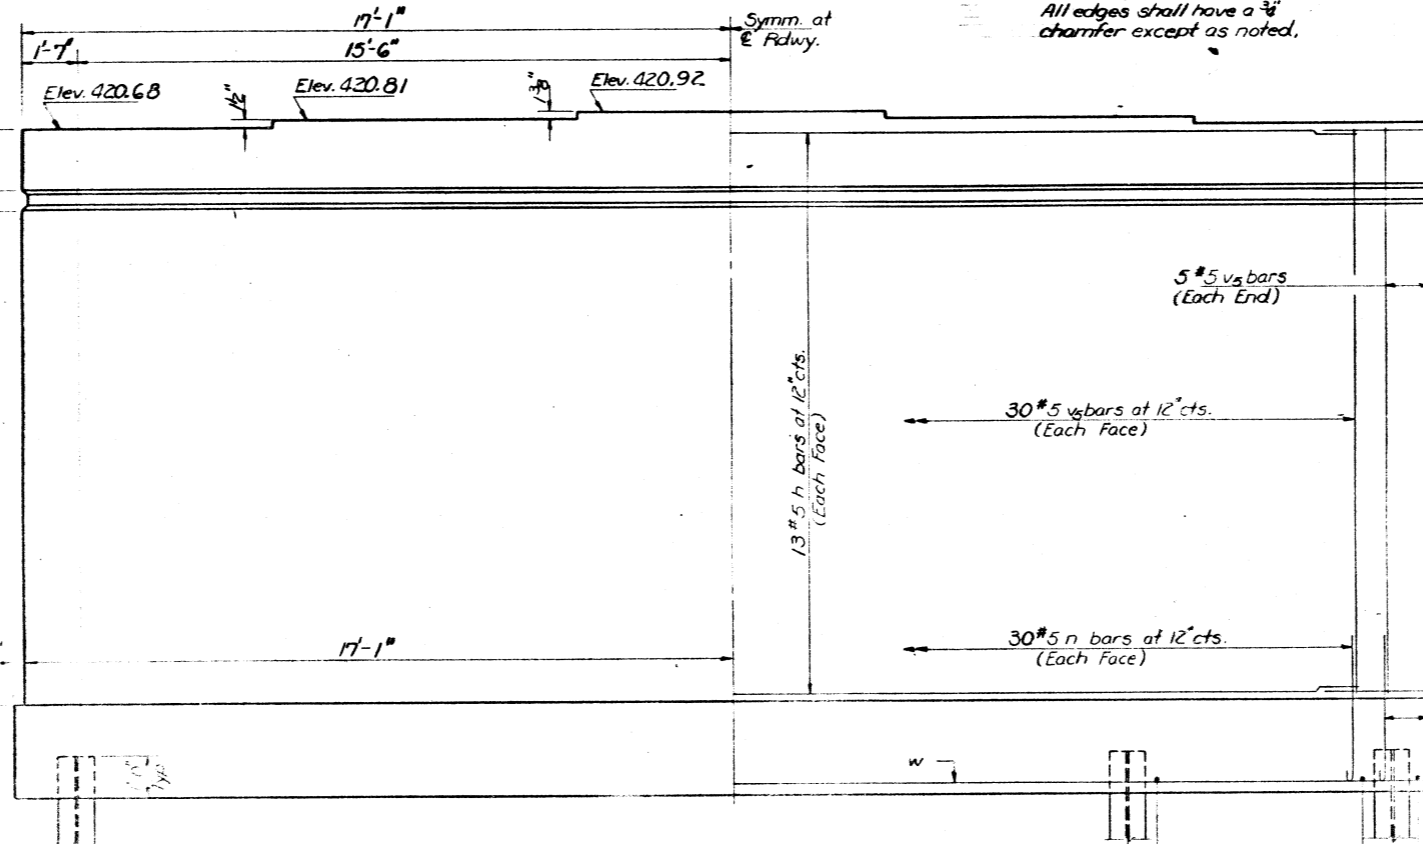 17'-1"
Symm. at
℄ Rdwy.
All edges shall have a 3/4"
chamfer except as noted.
1'-7"
15'-6"
Elev. 420.68
1½"
Elev. 420.81
1⅜"
Elev. 420.92
5 #5 v5 bars
(Each End)
13 #5 h bars at 12" cts.
(Each Face)
30 #5 v5 bars at 12" cts.
(Each Face)
17'-1"
30 #5 n bars at 12" cts.
(Each Face)
w